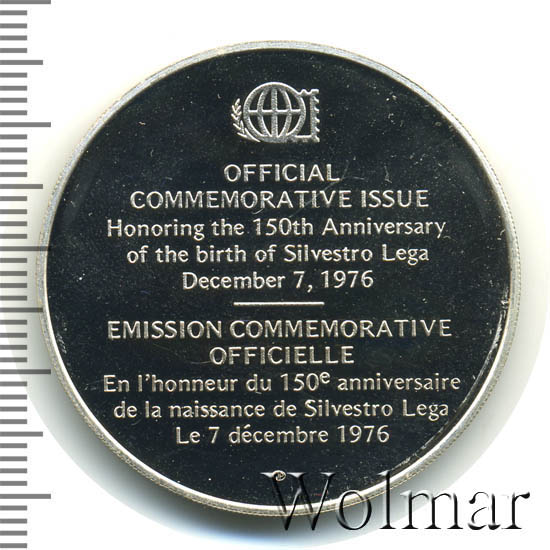 OFFICIAL
COMMEMORATIVE ISSUE
Honoring the 150th Anniversary
of the birth of Silvestro Lega
December 7, 1976
EMISSION COMMEMORATIVE
OFFICIELLE
En l'honneur du 150e anniversaire
de la naissance de Silvestro Lega
Le 7 décembre 1976
Wolmar